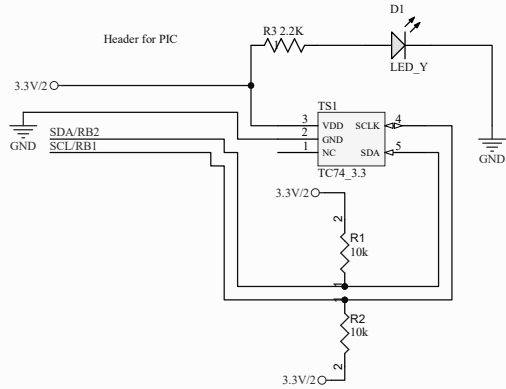 D1
R3 2.2K
1
Header for PIC
LED_Y
3.3V/2
TS1
3 VDD SCLK 4
2 GND
1 NC SDA 5
TC74_3.3
GND
SDA/RB2
SCL/RB1
GND
3.3V/2
2
R1
10k
1
1
R2
10k
2
3.3V/2